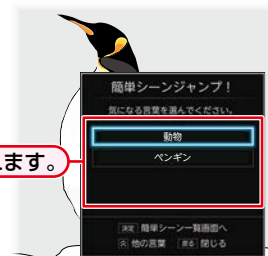 簡単シーンジャンプ！
気になる言葉を選んでください。
動物
ます。
ペンギン
決定 簡単シーン一覧画面へ
他の言葉 戻る 閉じる